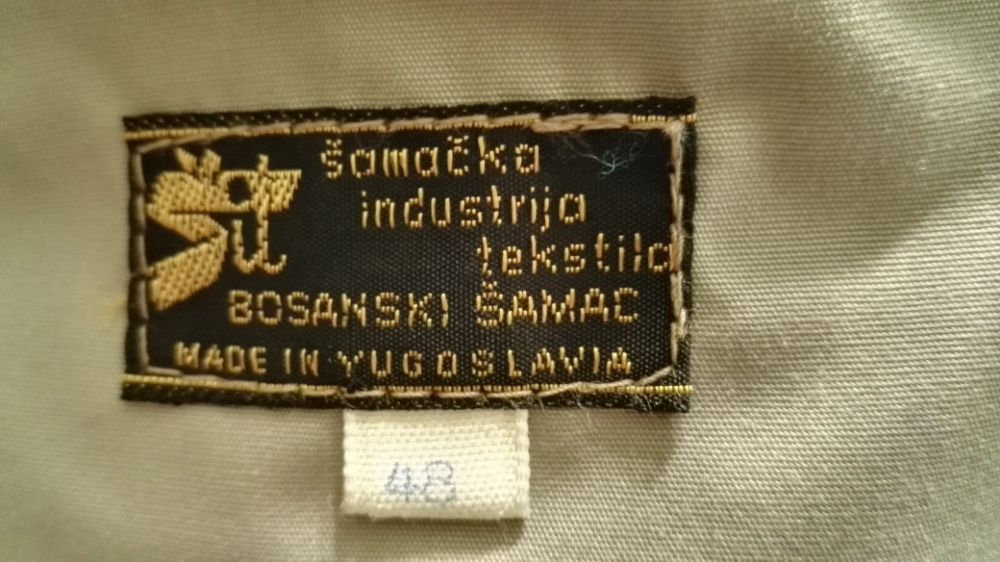 šamačka
industrija
tekstila
BOSANSKI ŠAMAC
MADE IN YUGOSLAVIA
48